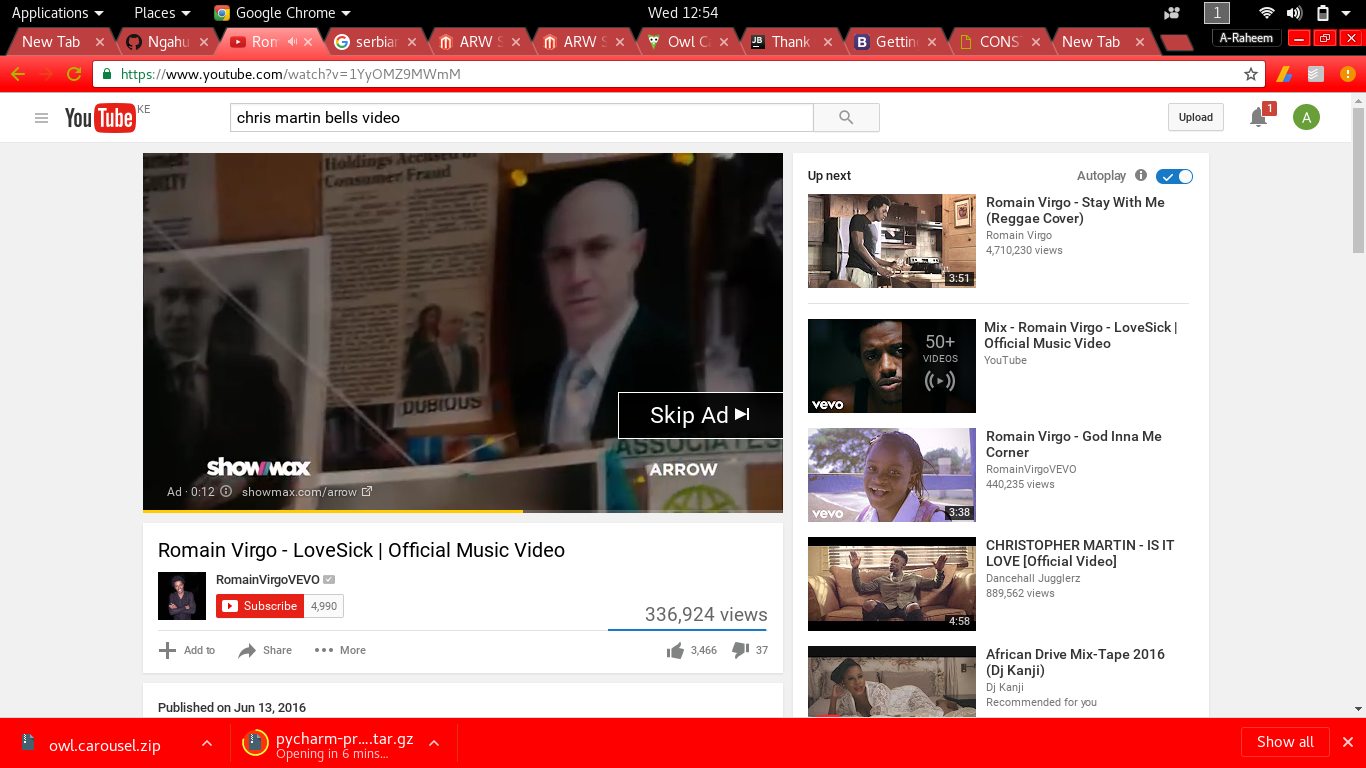 Applications Places Google Chrome Wed 12:54 1
New Tab Ngahu Rom serbian ARW S ARW S Owl Ca Thank Getting CONST New Tab A-Raheem
https://www.youtube.com/watch?v=1YyOMZ9MWmM
YouTube KE chris martin bells video Upload 1 A
Holdings Accused of
Consumer Fraud
DUBIOUS
Skip Ad
ASSOCIATES
showmax ARROW
Ad · 0:12 showmax.com/arrow
Romain Virgo - LoveSick | Official Music Video
RomainVirgoVEVO
Subscribe 4,990
336,924 views
Add to Share More 3,466 37
Published on Jun 13, 2016
Up next Autoplay
Romain Virgo - Stay With Me
(Reggae Cover)
Romain Virgo
4,710,230 views
3:51
Mix - Romain Virgo - LoveSick |
Official Music Video
YouTube
50+
VIDEOS
vevo
Romain Virgo - God Inna Me
Corner
RomainVirgoVEVO
440,235 views
vevo 3:38
CHRISTOPHER MARTIN - IS IT
LOVE [Official Video]
Dancehall Jugglerz
889,562 views
4:58
African Drive Mix-Tape 2016
(Dj Kanji)
Dj Kanji
Recommended for you
owl.carousel.zip pycharm-pr....tar.gz Show all
Opening in 6 mins...